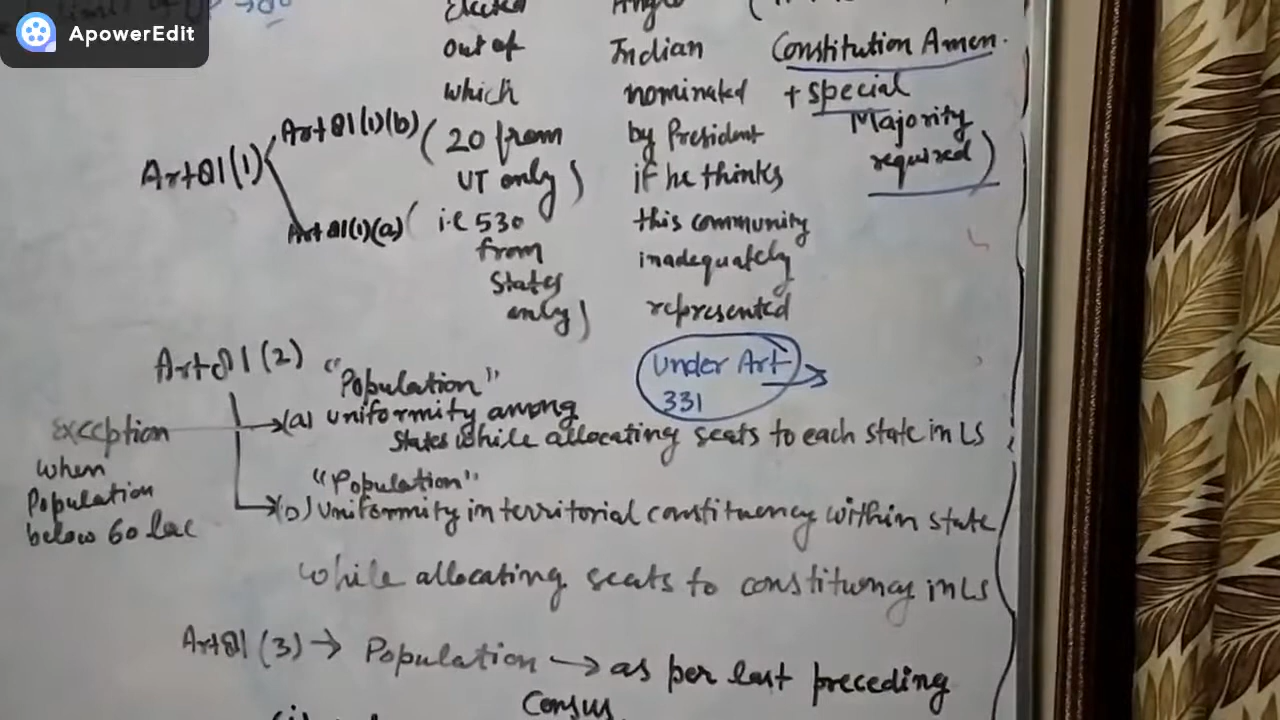 ApowerEdit
Elected
out of
which
(20 from
UT only)
(i.e 530
from
States
only)
Anglo
Indian
nominated
by President
if he thinks
this community
inadequately
represented
Under Art
331
Constitution Amen.
+ special
Majority
required)
Art 81(1)
Art 81(1)(b)
Art 81(1)(a)
Art 81(2)
Exception
when
Population
below 60 lac
"Population"
(a) uniformity among
States while allocating seats to each state in LS
"Population"
(b) uniformity in territorial constituency within state
while allocating seats to constituency in LS
Art 81(3) → Population → as per last preceding
Census